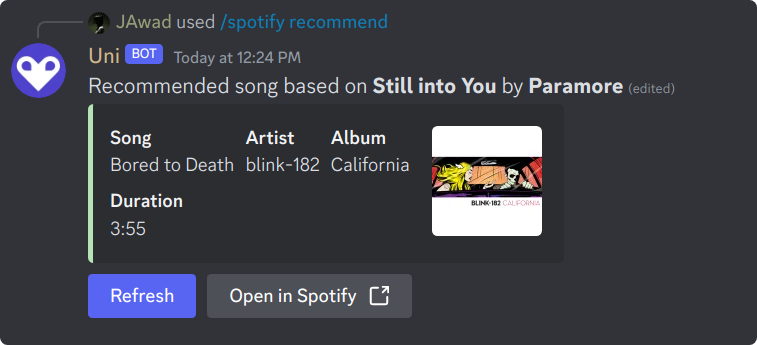 JAwad used /spotify recommend
Uni BOT Today at 12:24 PM
Recommended song based on Still into You by Paramore (edited)
Song Artist Album
Bored to Death blink-182 California
Duration
3:55
BLINK-182 CALIFORNIA
Refresh Open in Spotify